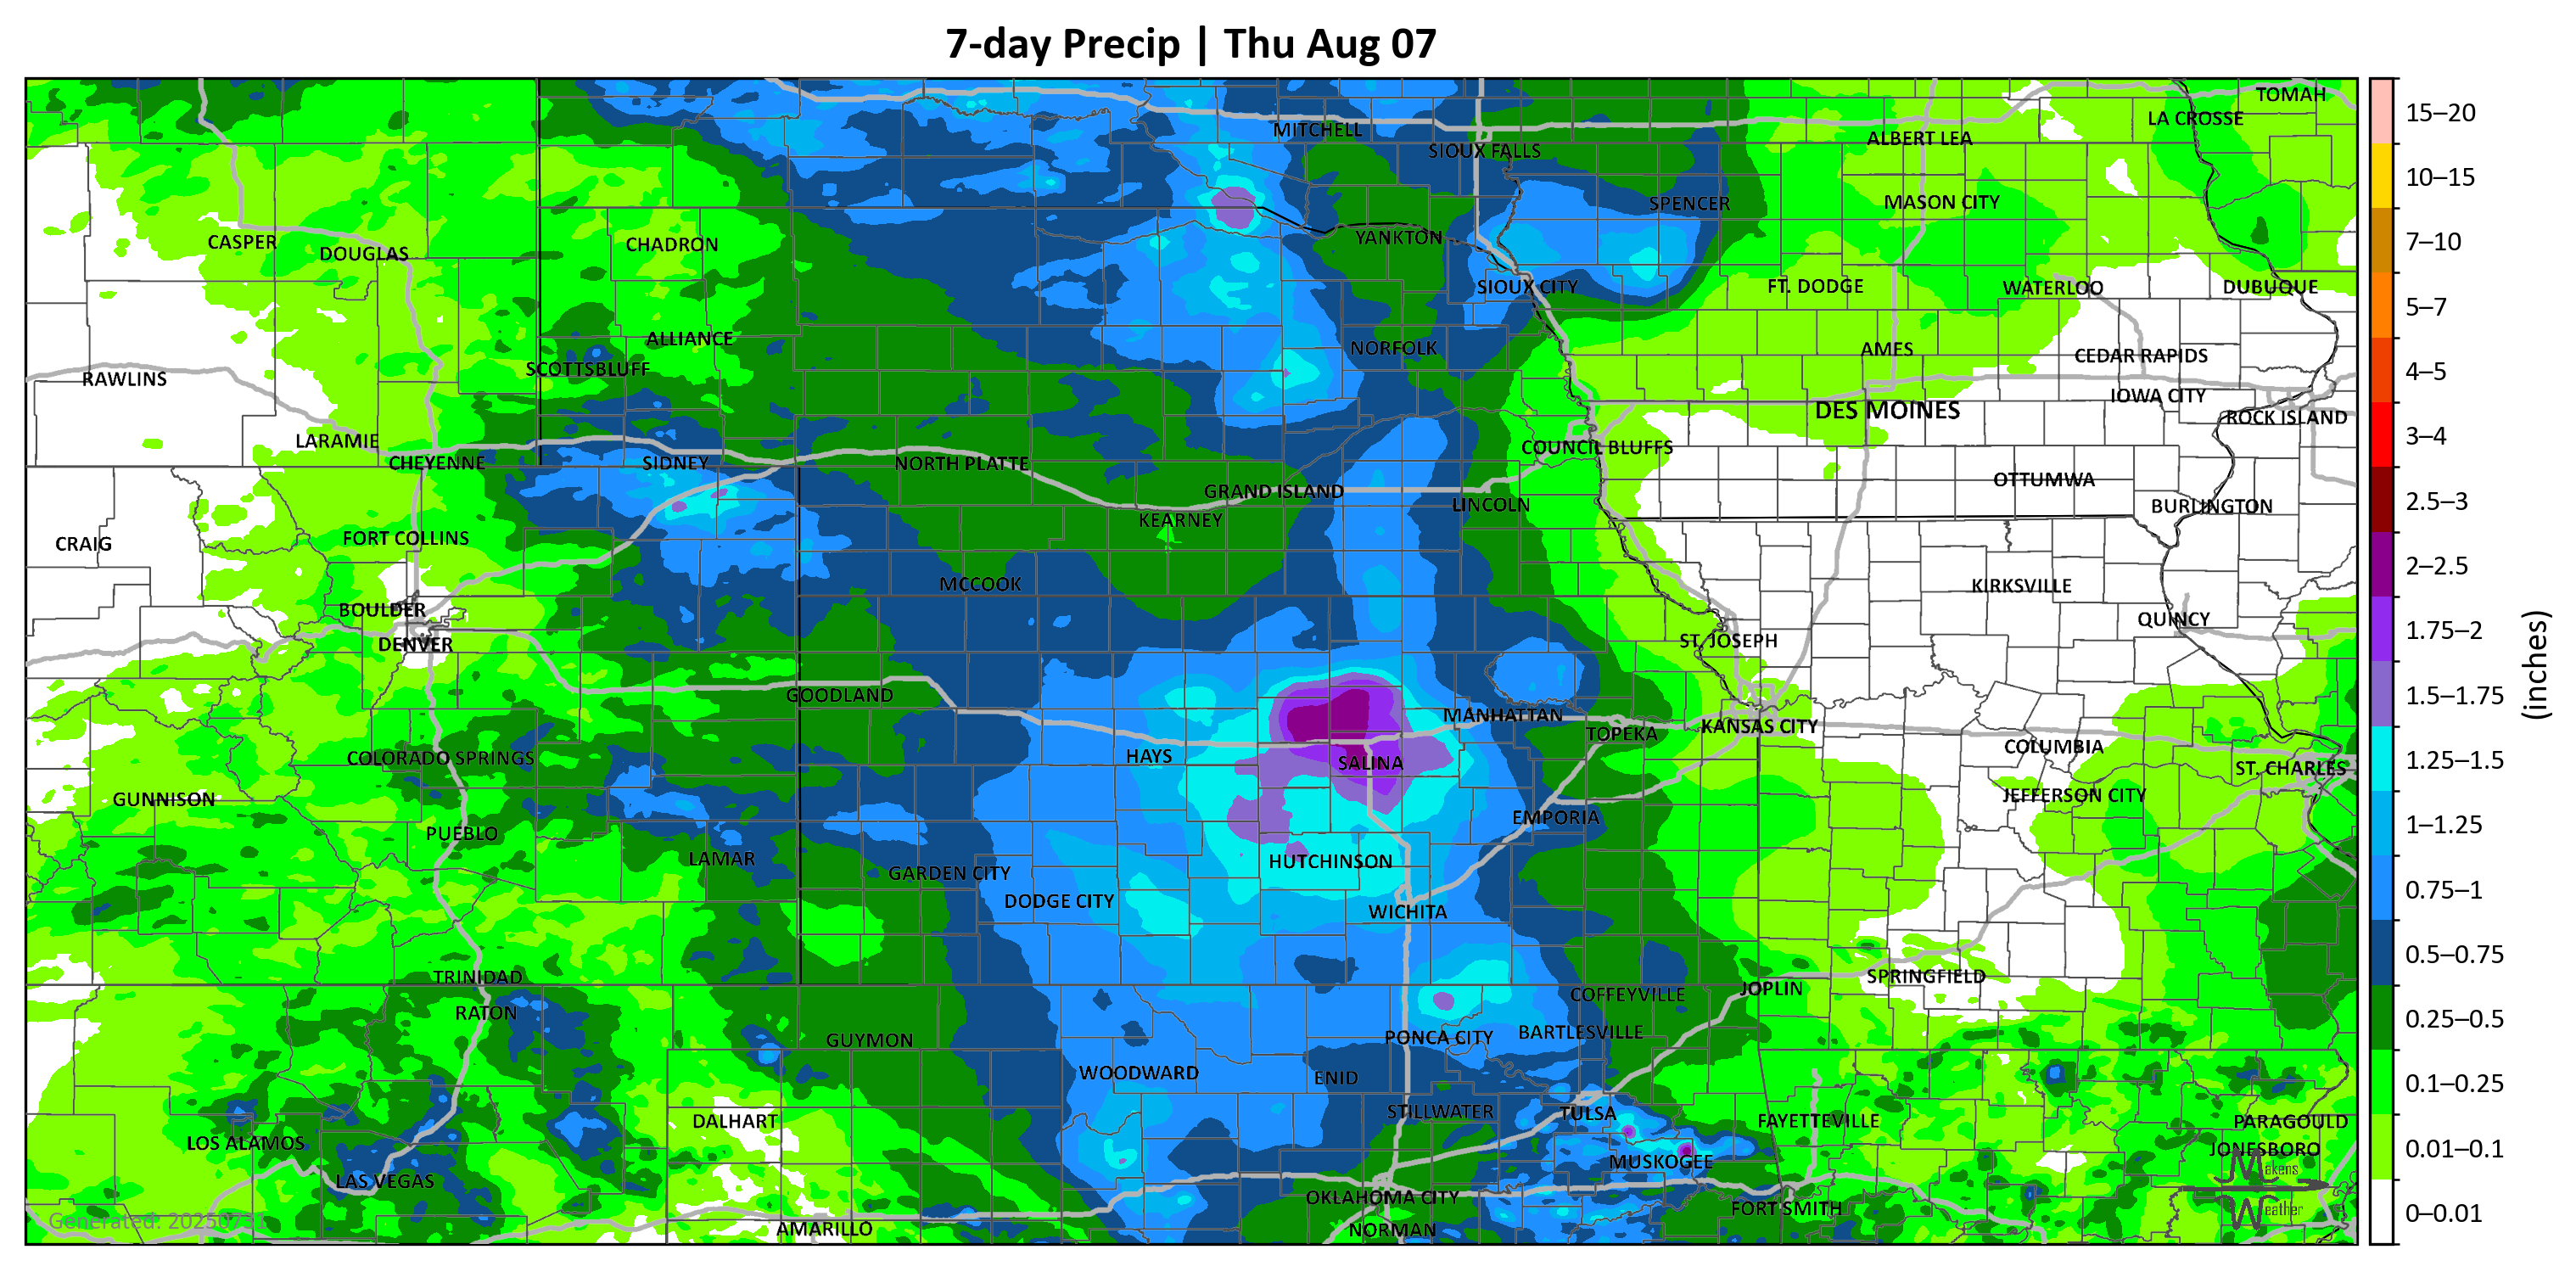 7-day Precip | Thu Aug 07
TOMAH
LA CROSSE
MITCHELL
ALBERT LEA
SIOUX FALLS
SPENCER
MASON CITY
CASPER
DOUGLAS
CHADRON
YANKTON
SIOUX CITY
FT. DODGE
WATERLOO
DUBUQUE
ALLIANCE
NORFOLK
AMES
CEDAR RAPIDS
SCOTTSBLUFF
RAWLINS
IOWA CITY
DES MOINES
ROCK ISLAND
LARAMIE
COUNCIL BLUFFS
CHEYENNE
SIDNEY
NORTH PLATTE
OTTUMWA
GRAND ISLAND
LINCOLN
BURLINGTON
KEARNEY
FORT COLLINS
CRAIG
MCCOOK
KIRKSVILLE
BOULDER
QUINCY
DENVER
ST. JOSEPH
GOODLAND
MANHATTAN
KANSAS CITY
TOPEKA
COLUMBIA
COLORADO SPRINGS
HAYS
SALINA
ST. CHARLES
GUNNISON
JEFFERSON CITY
EMPORIA
PUEBLO
LAMAR
HUTCHINSON
GARDEN CITY
DODGE CITY
WICHITA
TRINIDAD
SPRINGFIELD
JOPLIN
COFFEYVILLE
RATON
GUYMON
PONCA CITY
BARTLESVILLE
WOODWARD
ENID
STILLWATER
TULSA
DALHART
FAYETTEVILLE
PARAGOULD
LOS ALAMOS
JONESBORO
MUSKOGEE
LAS VEGAS
OKLAHOMA CITY
FORT SMITH
AMARILLO
NORMAN
Generated: 20250731
Makens
Weather
15–20
10–15
7–10
5–7
4–5
3–4
2.5–3
2–2.5
1.75–2
1.5–1.75
1.25–1.5
1–1.25
0.75–1
0.5–0.75
0.25–0.5
0.1–0.25
0.01–0.1
0–0.01
(inches)